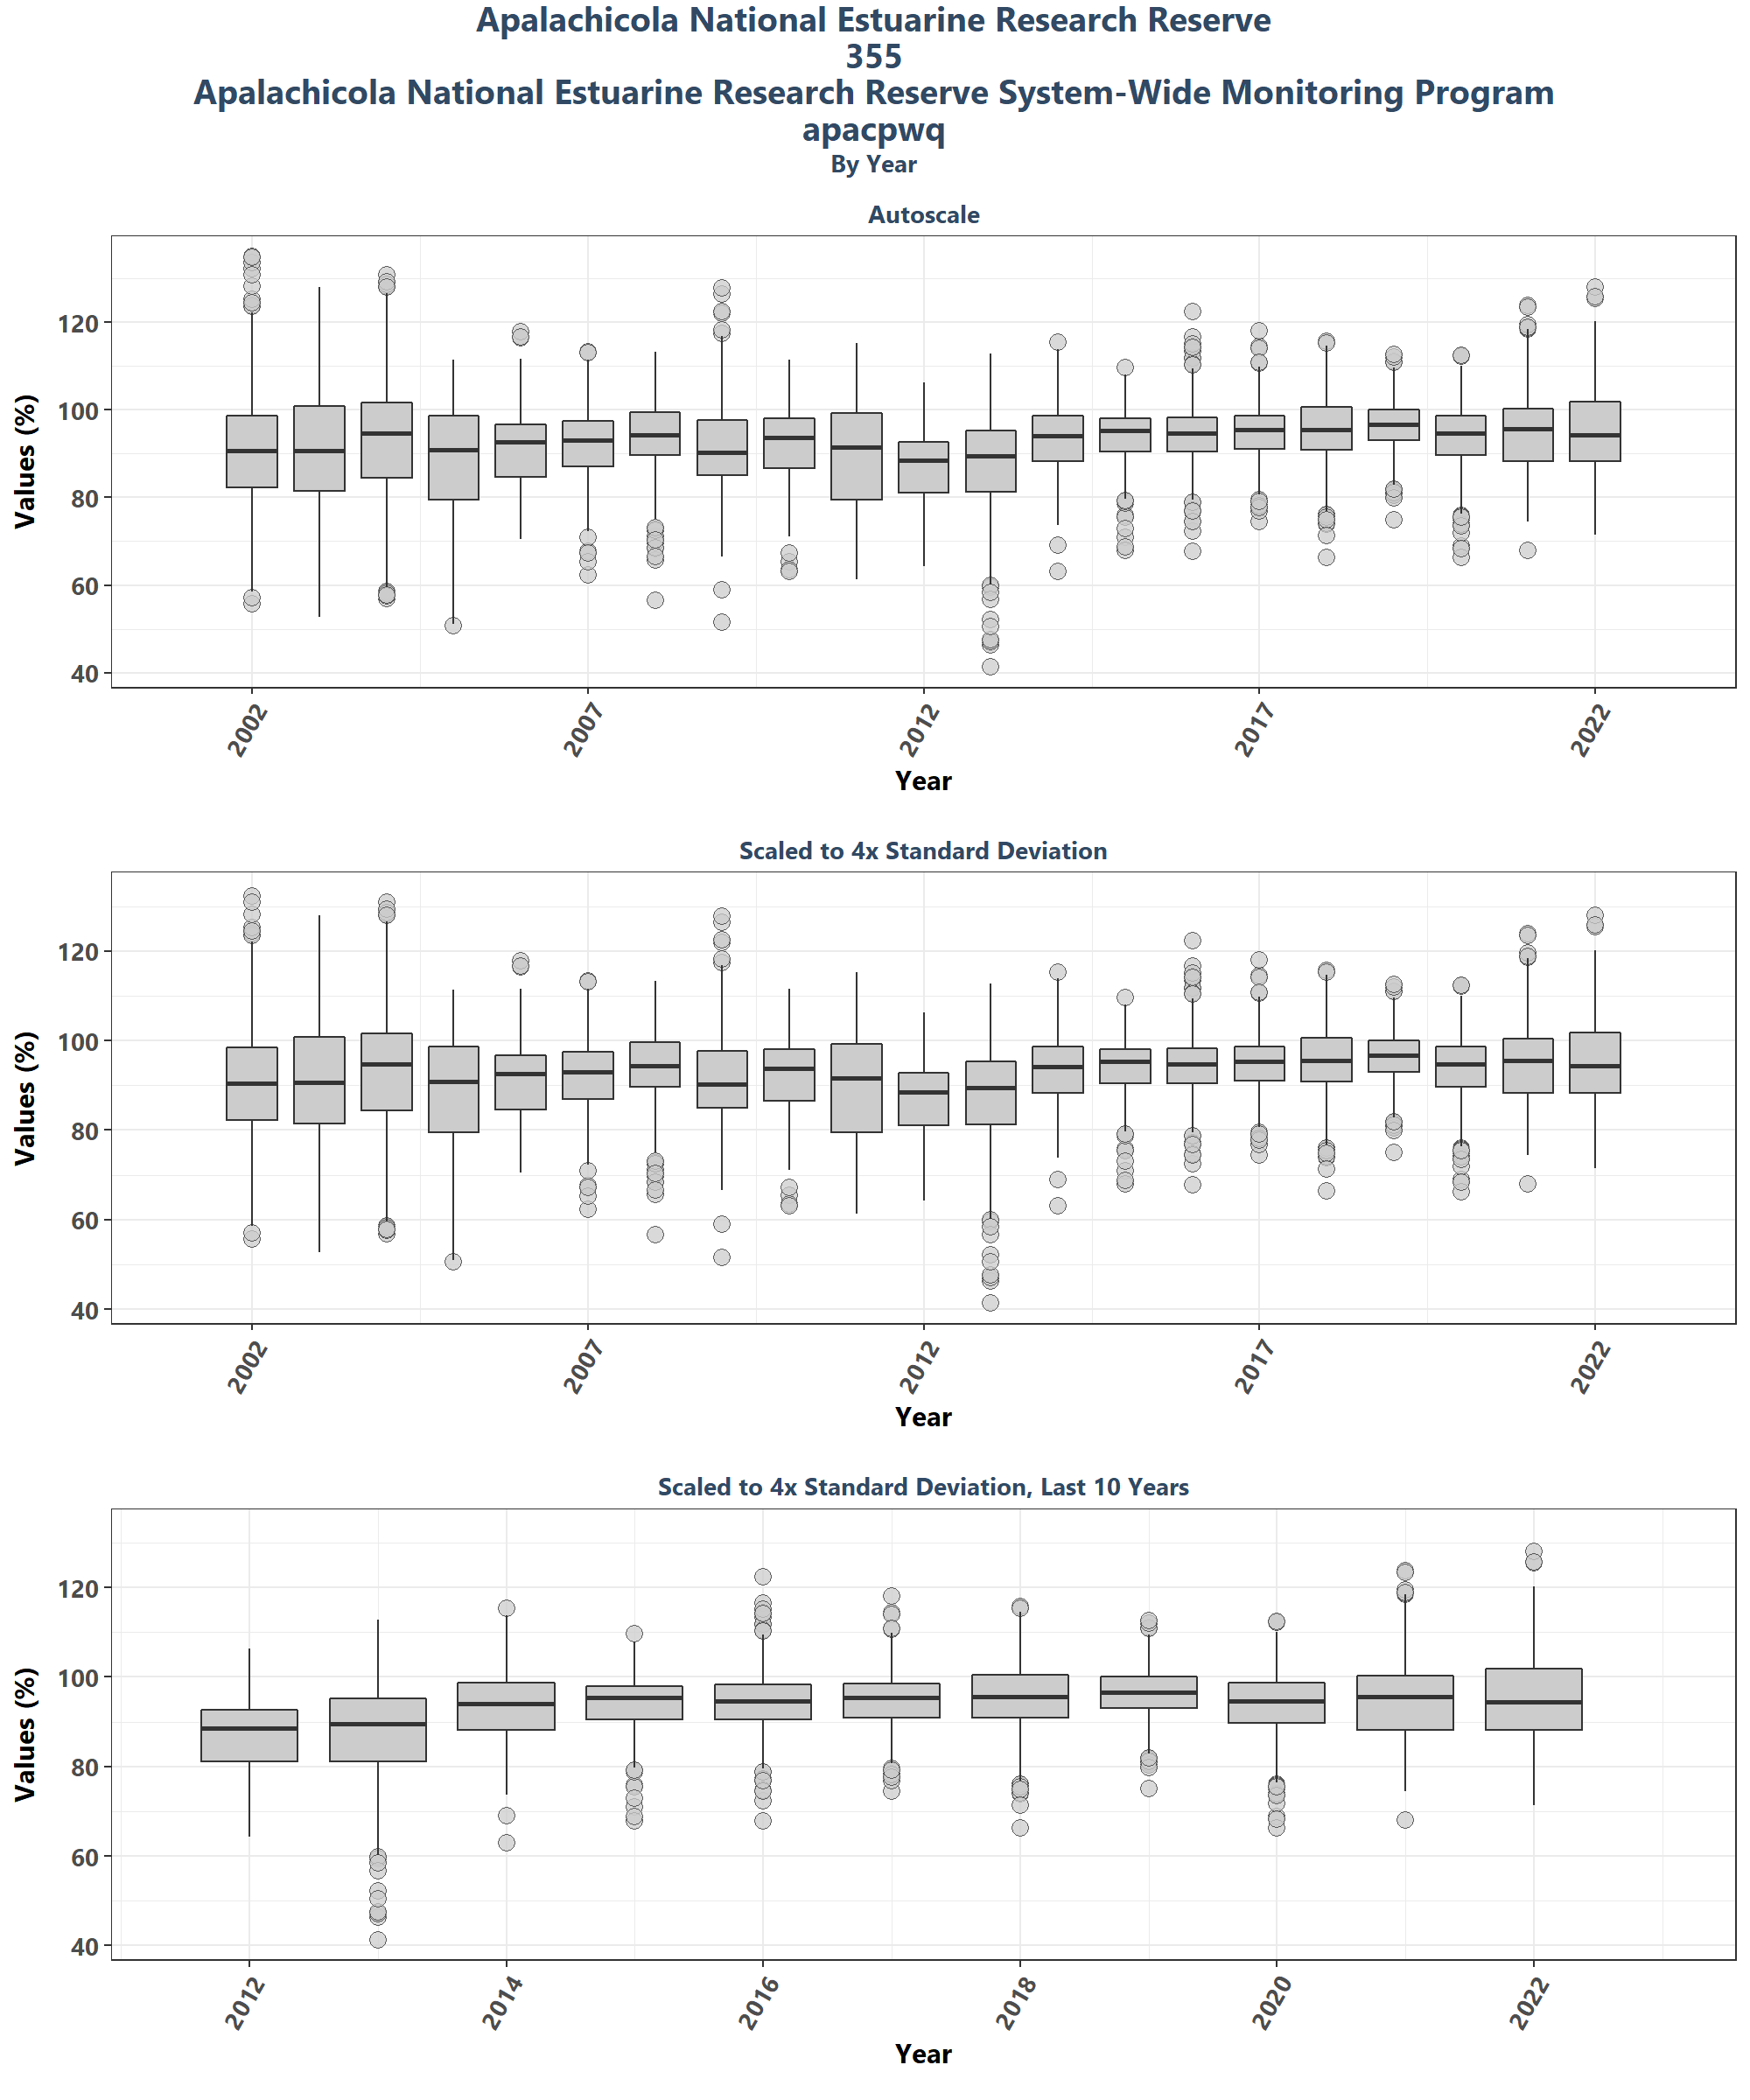 Apalachicola National Estuarine Research Reserve
355
Apalachicola National Estuarine Research Reserve System-Wide Monitoring Program
apacpwq
By Year
Autoscale
Values (%)
120
100
80
60
40
2002
2007
2012
2017
2022
Year
Scaled to 4x Standard Deviation
Values (%)
120
100
80
60
40
2002
2007
2012
2017
2022
Year
Scaled to 4x Standard Deviation, Last 10 Years
Values (%)
120
100
80
60
40
2012
2014
2016
2018
2020
2022
Year